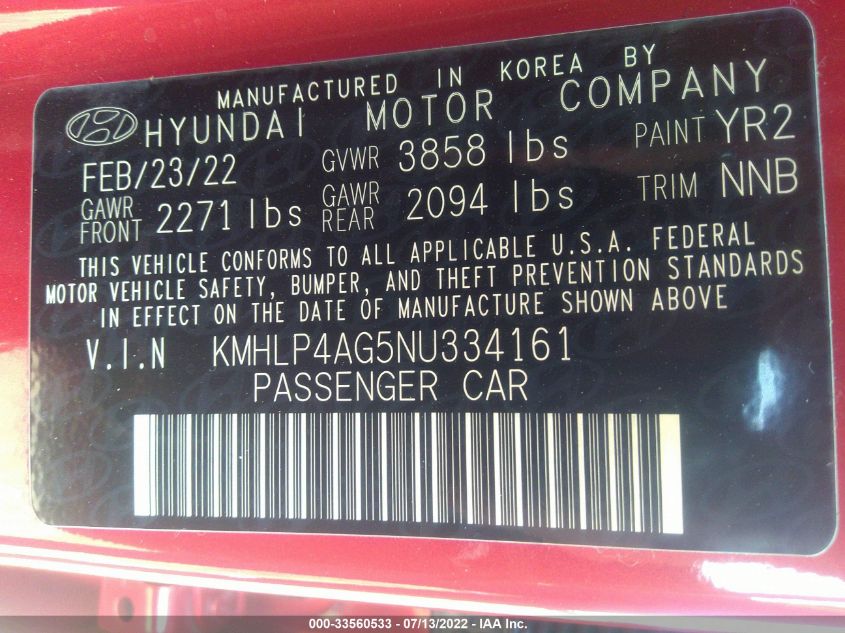 MANUFACTURED IN KOREA BY
HYUNDAI MOTOR COMPANY
FEB/23/22 GVWR 3858 lbs PAINT YR2
GAWR FRONT 2271 lbs GAWR REAR 2094 lbs TRIM NNB
THIS VEHICLE CONFORMS TO ALL APPLICABLE U.S.A. FEDERAL
MOTOR VEHICLE SAFETY, BUMPER, AND THEFT PREVENTION STANDARDS
IN EFFECT ON THE DATE OF MANUFACTURE SHOWN ABOVE
V.I.N KMHLP4AG5NU334161
PASSENGER CAR
000-33560533 - 07/13/2022 - IAA Inc.